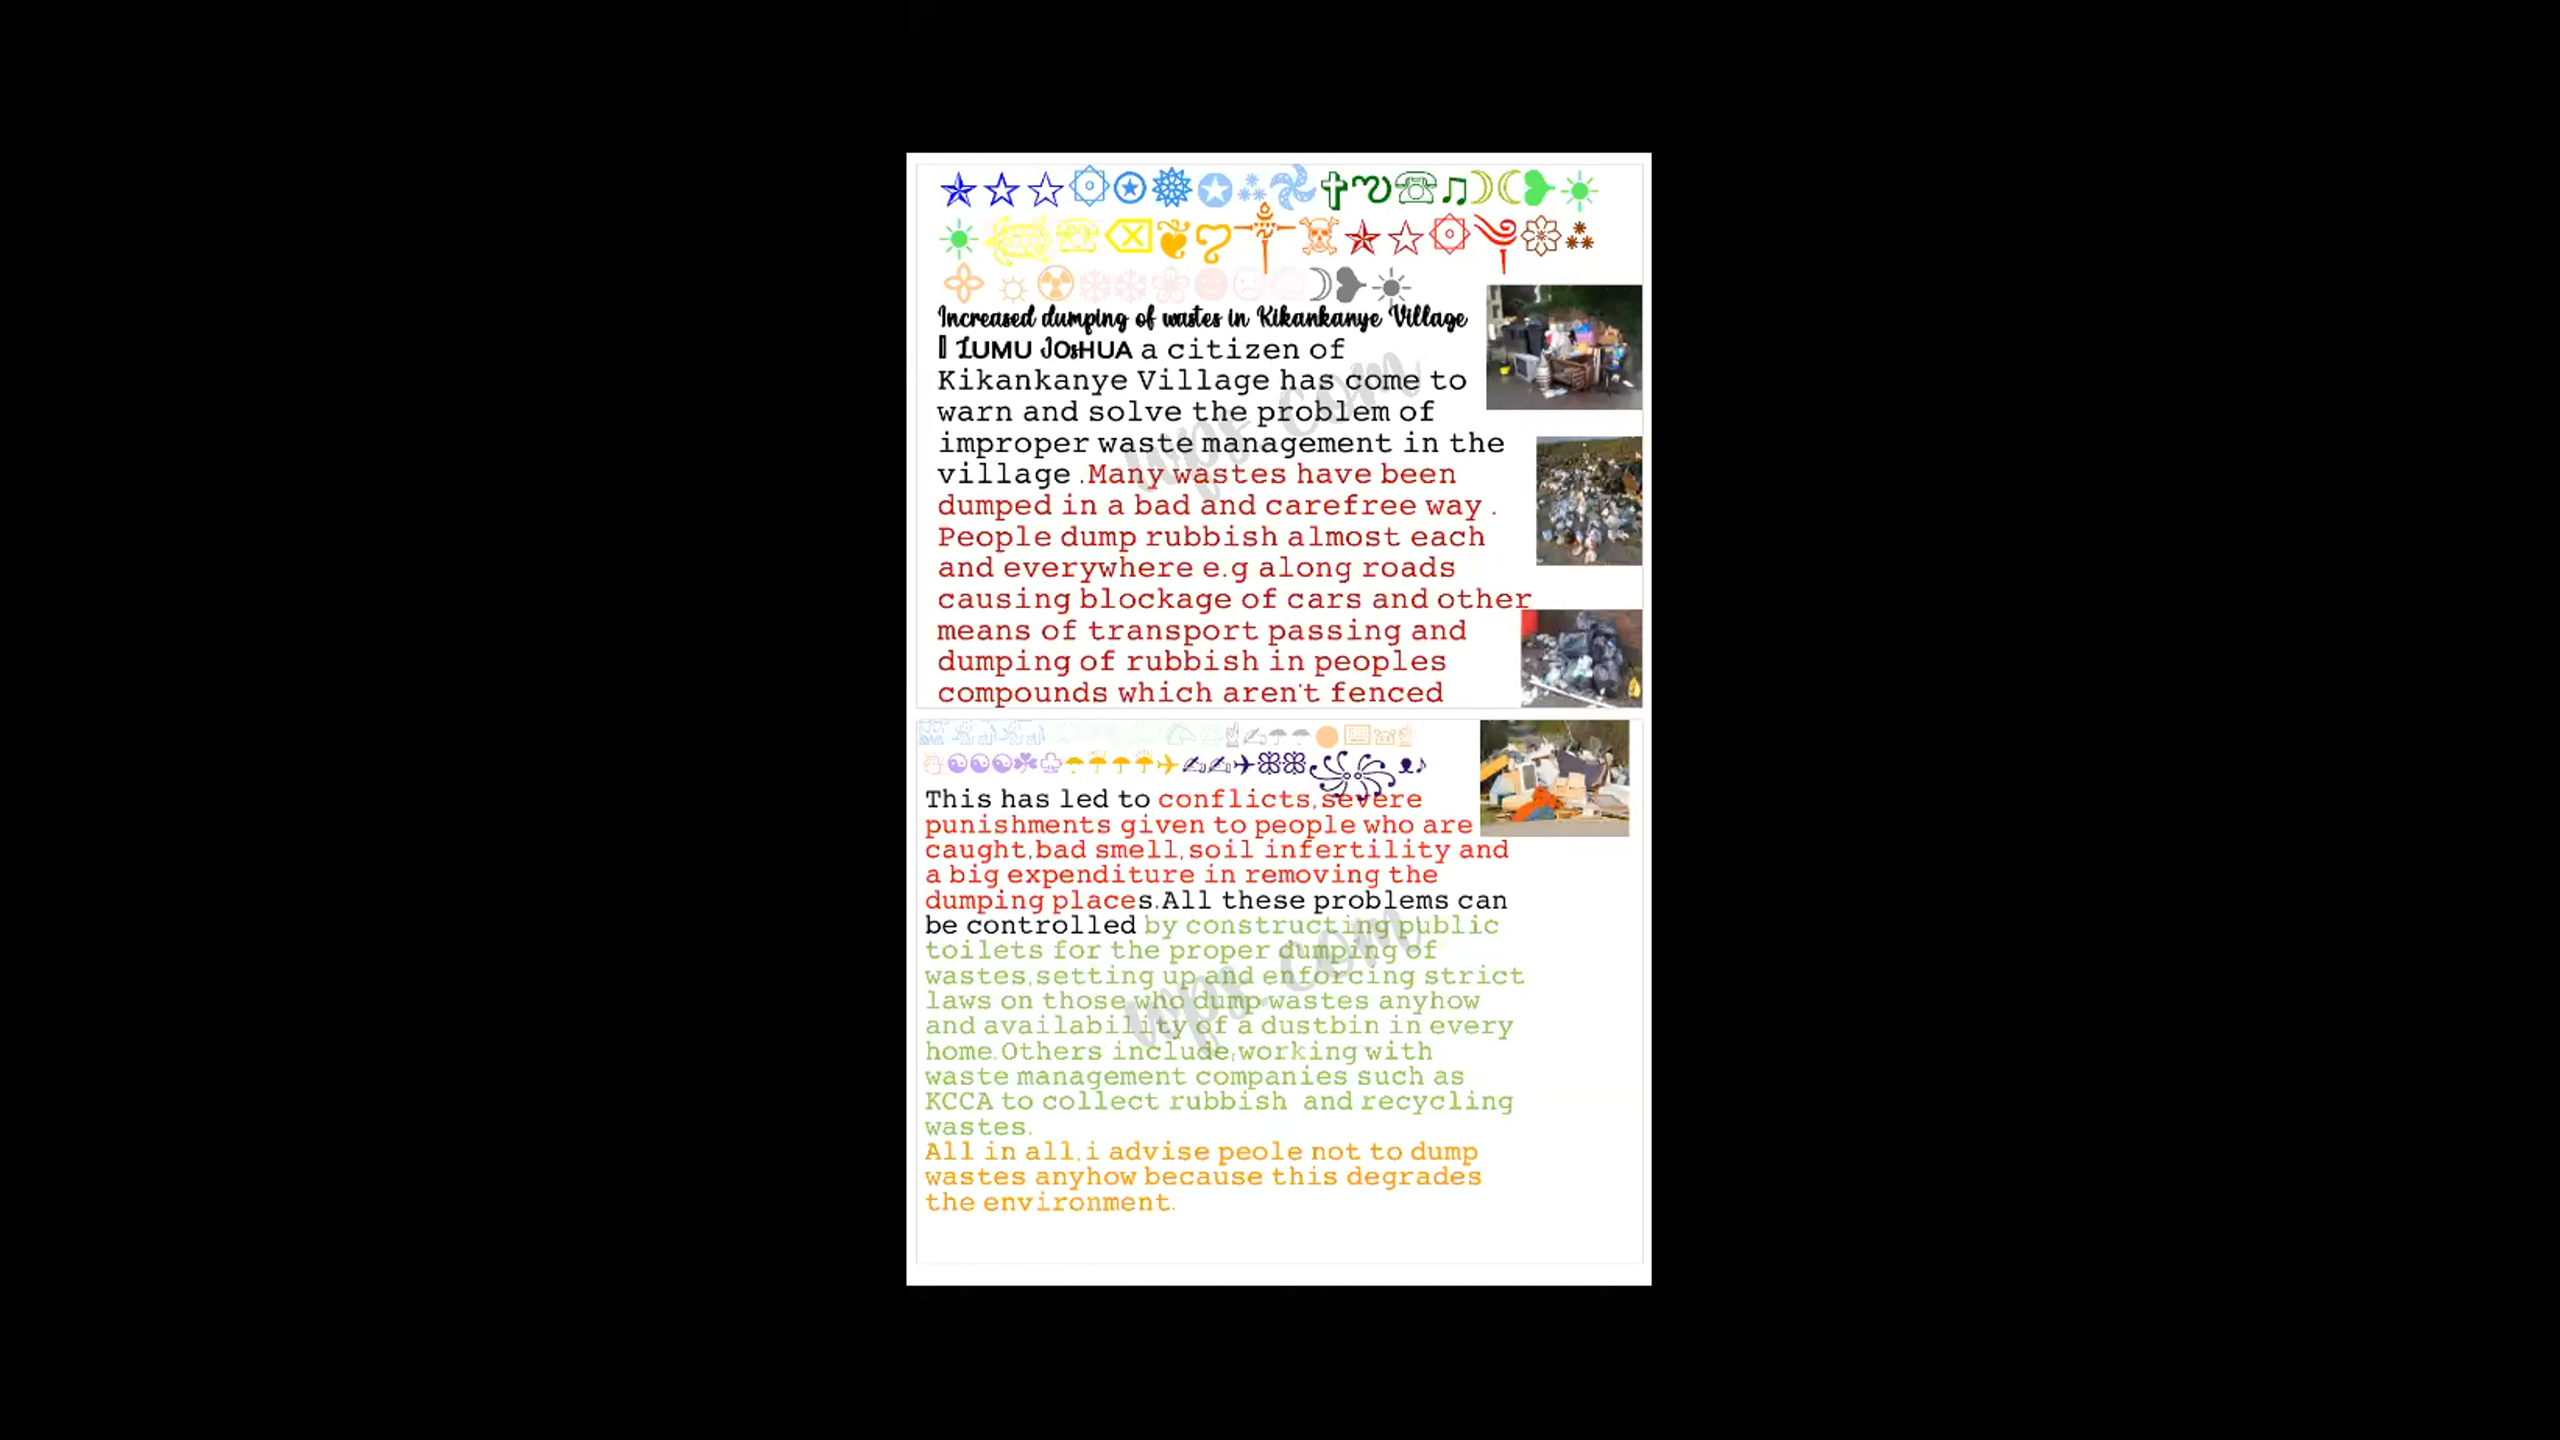 Increased dumping of wastes in Kikankanye Village
I ZUMU JOsHUA a citizen of
Kikankanye Village has come to
warn and solve the problem of
improper waste management in the
village .Many wastes have been
dumped in a bad and carefree way .
People dump rubbish almost each
and everywhere e.g along roads
causing blockage of cars and other
means of transport passing and
dumping of rubbish in peoples
compounds which aren't fenced
This has led to conflicts,severe
punishments given to people who are
caught,bad smell,soil infertility and
a big expenditure in removing the
dumping places.All these problems can
be controlled by constructing public
toilets for the proper dumping of
wastes,setting up and enforcing strict
laws on those who dump wastes anyhow
and availability of a dustbin in every
home.Others include;working with
waste management companies such as
KCCA to collect rubbish and recycling
wastes.
All in all,i advise peole not to dump
wastes anyhow because this degrades
the environment.